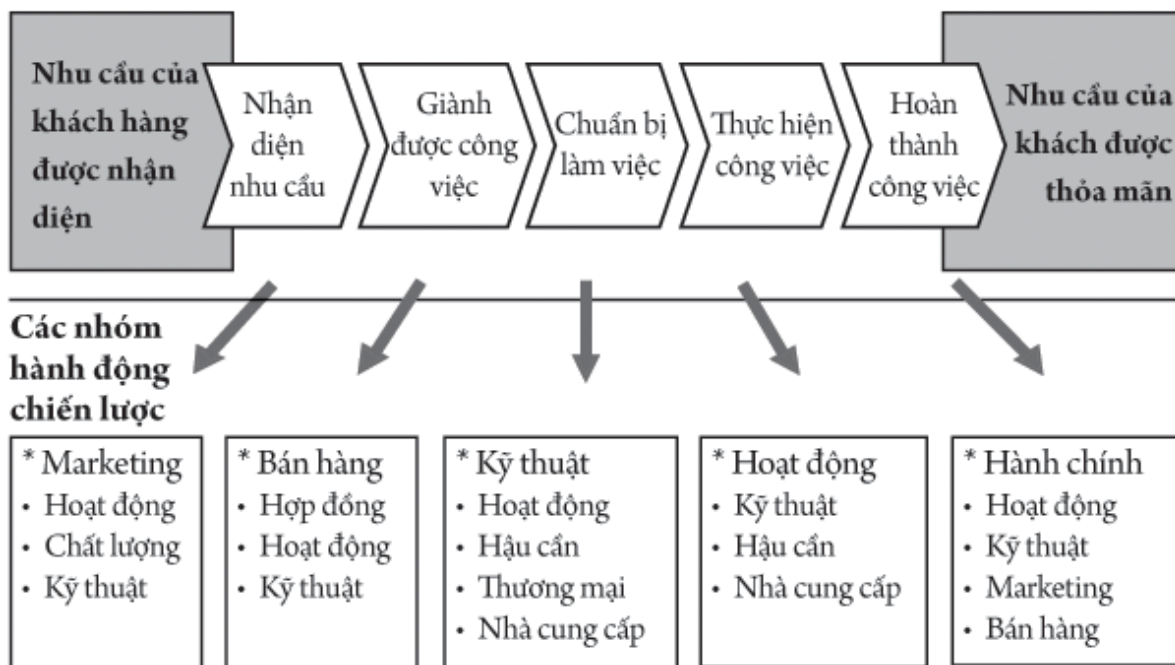 Nhu cầu của
khách hàng
được nhận
diện
Nhận
diện
nhu cầu
Giành
được công
việc
Chuẩn bị
làm việc
Thực hiện
công việc
Hoàn
thành
công việc
Nhu cầu của
khách được
thỏa mãn
Các nhóm
hành động
chiến lược
* Marketing
• Hoạt động
• Chất lượng
• Kỹ thuật
* Bán hàng
• Hợp đồng
• Hoạt động
• Kỹ thuật
* Kỹ thuật
• Hoạt động
• Hậu cần
• Thương mại
• Nhà cung cấp
* Hoạt động
• Kỹ thuật
• Hậu cần
• Nhà cung cấp
* Hành chính
• Hoạt động
• Kỹ thuật
• Marketing
• Bán hàng